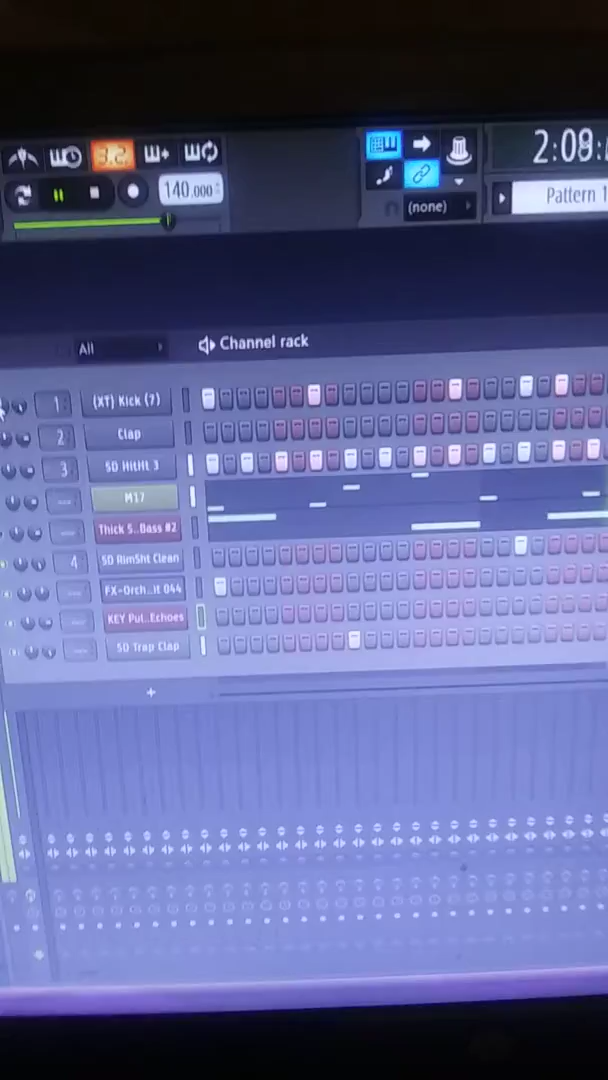 3.2
140.000
(none)
2:09:
Pattern 1
All
Channel rack
1 (XT) Kick (7)
2 Clap
3 SD HitHt 3
M17
Thick S..Bass #2
4 SD RimSht Clean
FX-Orch..it 044
KEY Pul..Echoes
SD Trap Clap
+